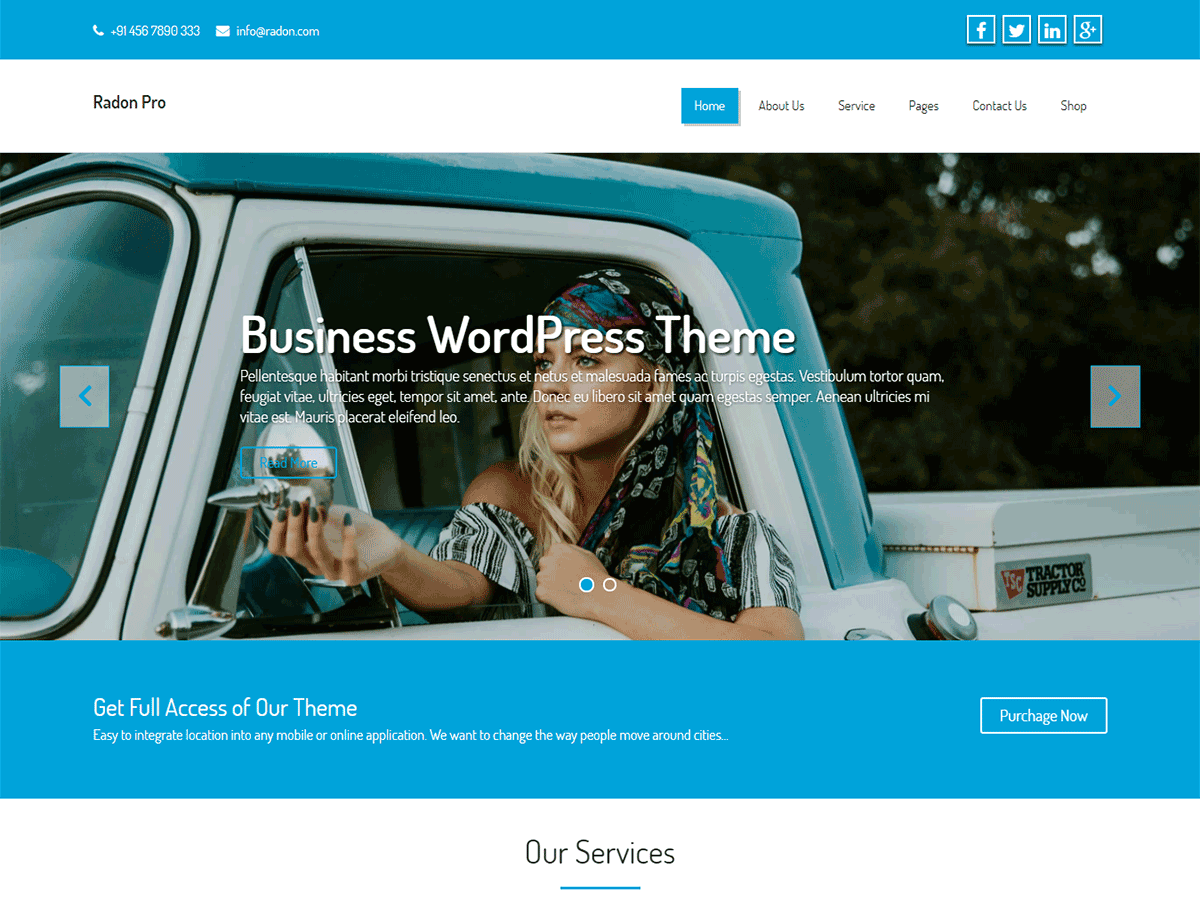 +91 456 7890 333
info@radon.com
Radon Pro
Home About Us Service Pages Contact Us Shop
Business WordPress Theme
Pellentesque habitant morbi tristique senectus et netus et malesuada fames ac turpis egestas. Vestibulum tortor quam,
feugiat vitae, ultricies eget, tempor sit amet, ante. Donec eu libero sit amet quam egestas semper. Aenean ultricies mi
vitae est. Mauris placerat eleifend leo.
Read More
TSC TRACTOR
SUPPLY CO
Get Full Access of Our Theme
Easy to integrate location into any mobile or online application. We want to change the way people move around cities...
Purchage Now
Our Services